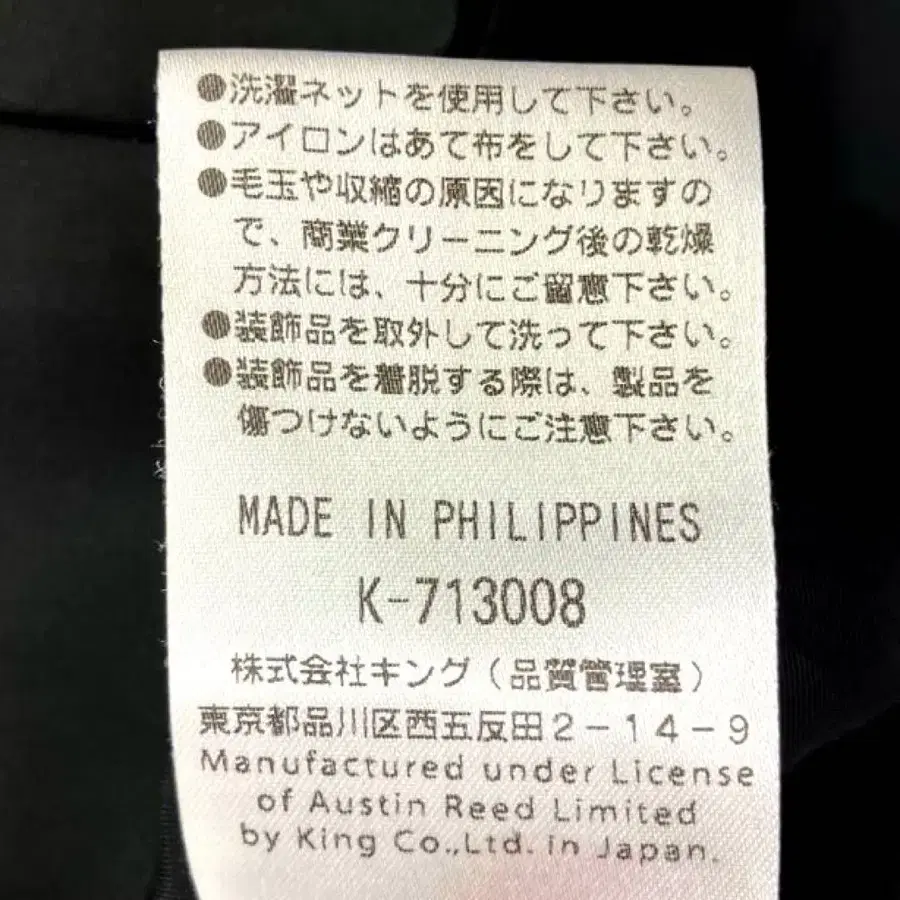 ●洗濯ネットを使用して下さい。
●アイロンはあて布をして下さい。
●毛玉や収縮の原因になりますの
で、商業クリーニング後の乾燥
方法には、十分にご留意下さい。
●装飾品を取外して洗って下さい。
●装飾品を着脱する際は、製品を
傷つけないようにご注意下さい。
MADE IN PHILIPPINES
K-713008
株式会社キング(品質管理室)
東京都品川区西五反田2-14-9
Manufactured under License
of Austin Reed Limited
by King Co.,Ltd. in Japan.